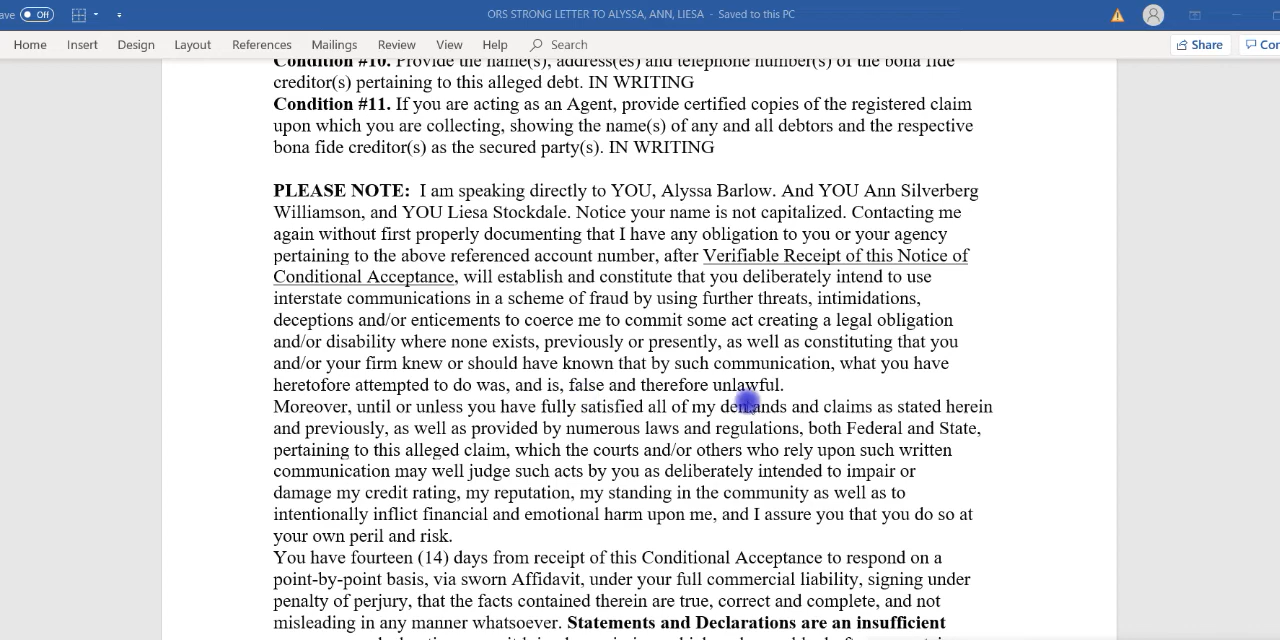 ave Off
ORS STRONG LETTER TO ALYSSA, ANN, LIESA - Saved to this PC
Home Insert Design Layout References Mailings Review View Help Search Share Con
Condition #10. Provide the name(s), address(es) and telephone number(s) of the bona fide
creditor(s) pertaining to this alleged debt. IN WRITING
Condition #11. If you are acting as an Agent, provide certified copies of the registered claim
upon which you are collecting, showing the name(s) of any and all debtors and the respective
bona fide creditor(s) as the secured party(s). IN WRITING
PLEASE NOTE: I am speaking directly to YOU, Alyssa Barlow. And YOU Ann Silverberg
Williamson, and YOU Liesa Stockdale. Notice your name is not capitalized. Contacting me
again without first properly documenting that I have any obligation to you or your agency
pertaining to the above referenced account number, after Verifiable Receipt of this Notice of
Conditional Acceptance, will establish and constitute that you deliberately intend to use
interstate communications in a scheme of fraud by using further threats, intimidations,
deceptions and/or enticements to coerce me to commit some act creating a legal obligation
and/or disability where none exists, previously or presently, as well as constituting that you
and/or your firm knew or should have known that by such communication, what you have
heretofore attempted to do was, and is, false and therefore unlawful.
Moreover, until or unless you have fully satisfied all of my demands and claims as stated herein
and previously, as well as provided by numerous laws and regulations, both Federal and State,
pertaining to this alleged claim, which the courts and/or others who rely upon such written
communication may well judge such acts by you as deliberately intended to impair or
damage my credit rating, my reputation, my standing in the community as well as to
intentionally inflict financial and emotional harm upon me, and I assure you that you do so at
your own peril and risk.
You have fourteen (14) days from receipt of this Conditional Acceptance to respond on a
point-by-point basis, via sworn Affidavit, under your full commercial liability, signing under
penalty of perjury, that the facts contained therein are true, correct and complete, and not
misleading in any manner whatsoever. Statements and Declarations are an insufficient